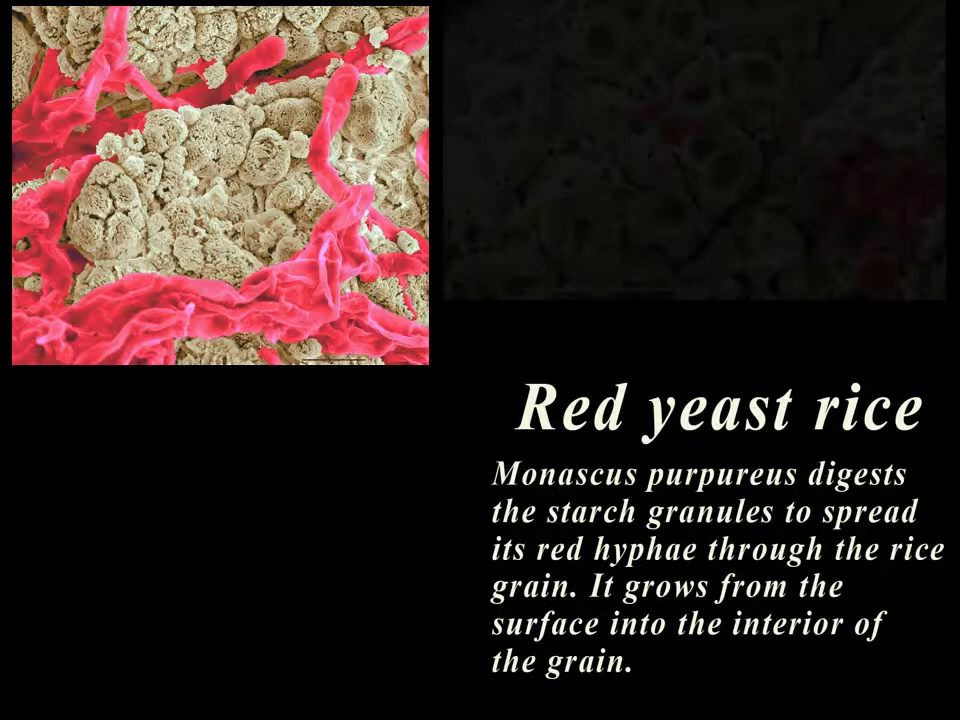 Red yeast rice
Monascus purpureus digests
the starch granules to spread
its red hyphae through the rice
grain. It grows from the
surface into the interior of
the grain.